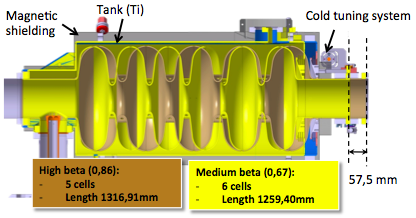 Magnetic
shielding
Tank (Ti)
Cold tuning system
57,5 mm
High beta (0,86):
- 5 cells
- Length 1316,91mm
Medium beta (0,67):
- 6 cells
- Length 1259,40mm